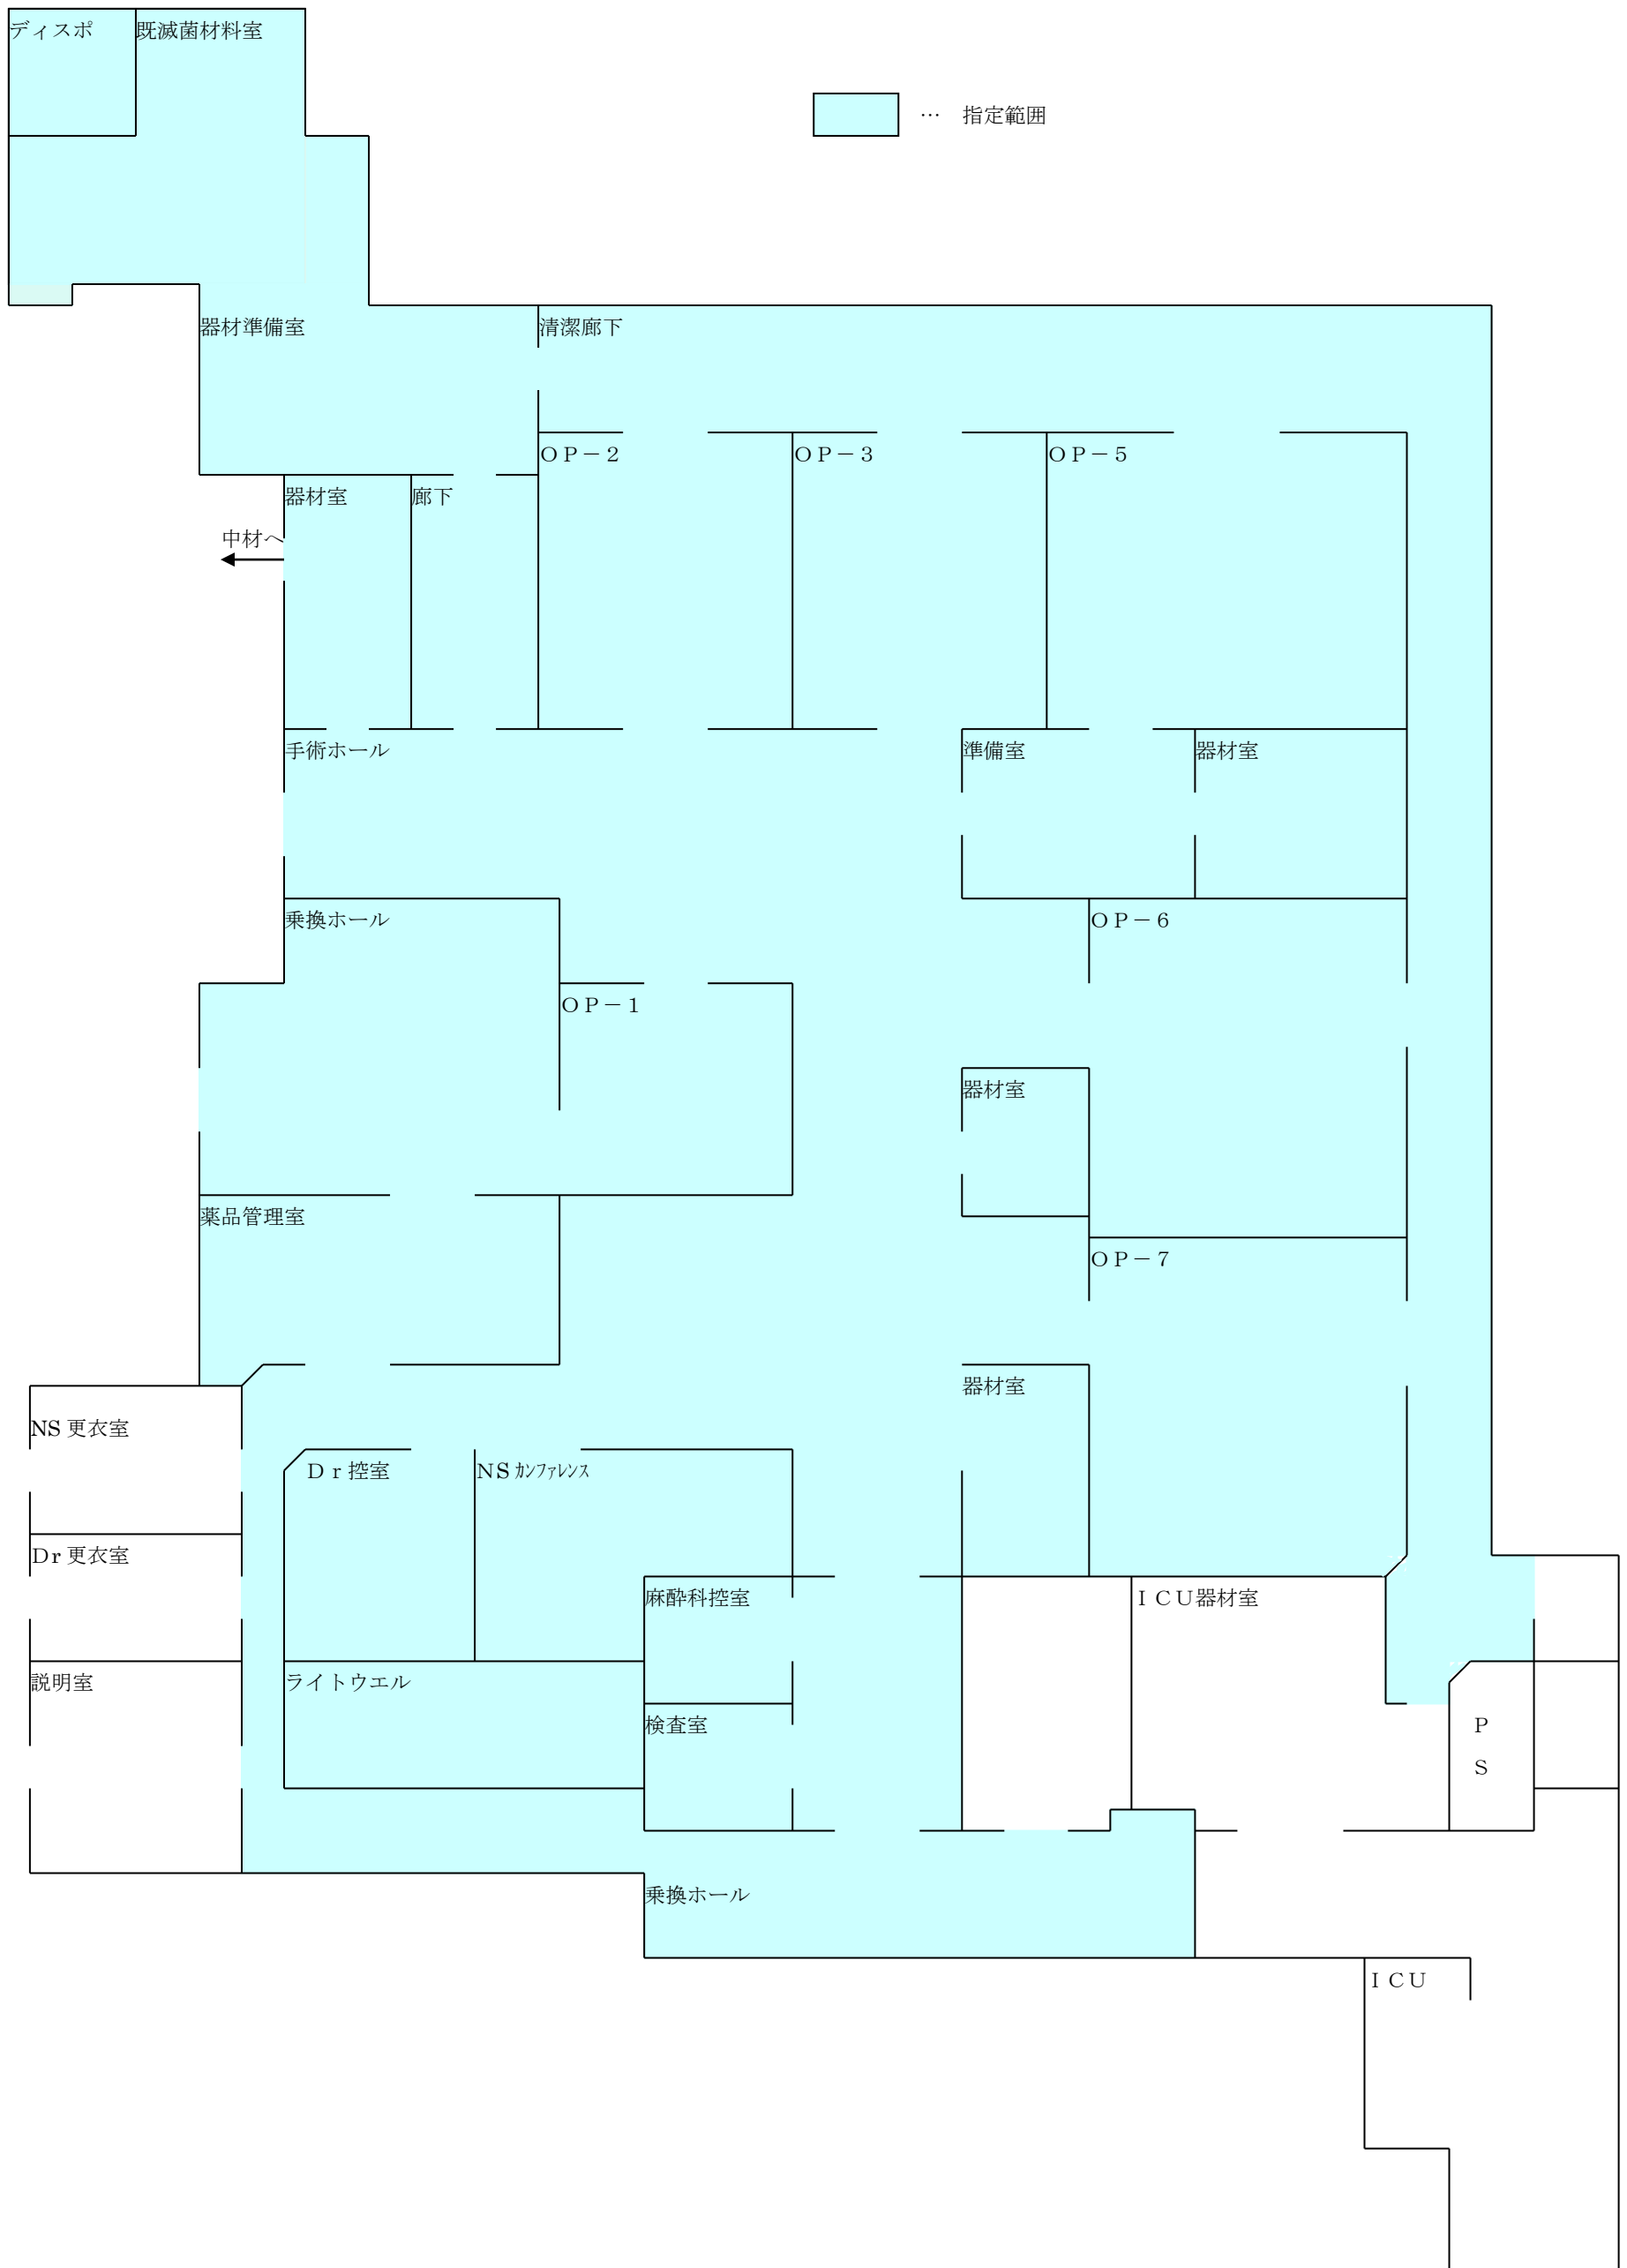 ディスポ
既滅菌材料室
… 指定範囲
器材準備室
清潔廊下
ＯＰ－２
ＯＰ－３
ＯＰ－５
器材室
廊下
中材へ
手術ホール
準備室
器材室
乗換ホール
ＯＰ－６
ＯＰ－１
器材室
薬品管理室
ＯＰ－７
器材室
NS 更衣室
Ｄｒ控室
NS ｶﾝﾌｧﾚﾝｽ
Dr 更衣室
麻酔科控室
ＩＣＵ器材室
説明室
ライトウエル
検査室
Ｐ
Ｓ
乗換ホール
ＩＣＵ